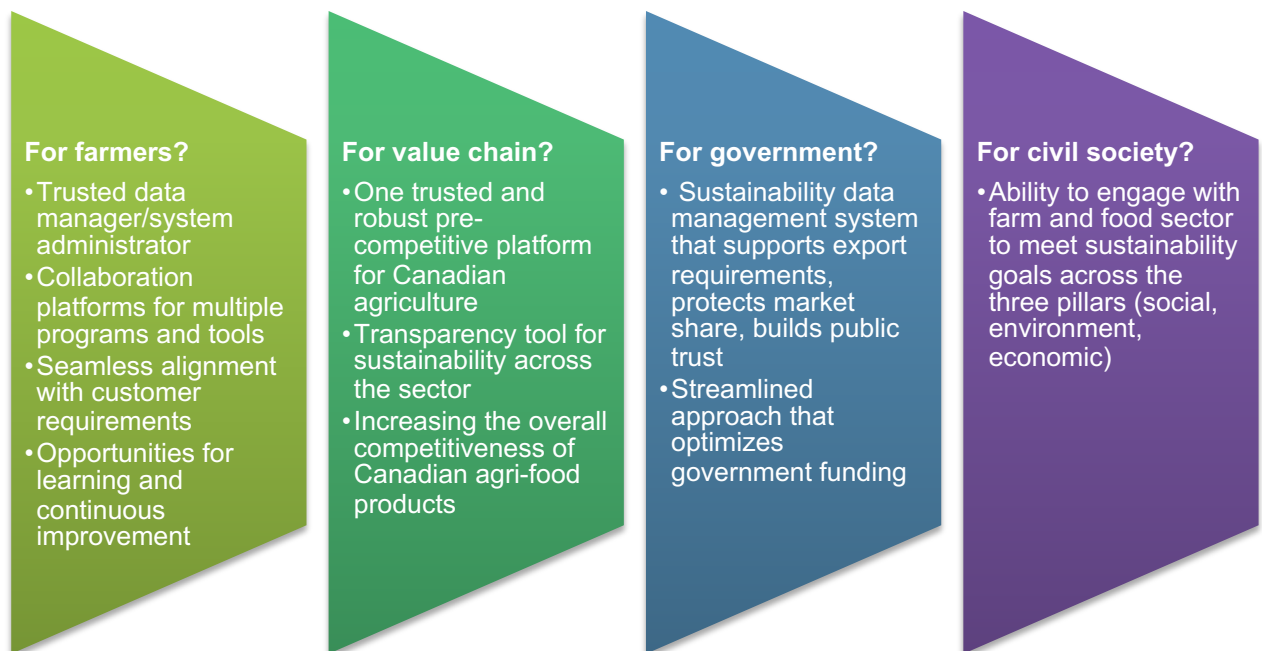 For farmers?
•Trusted data
manager/system
administrator
•Collaboration
platforms for multiple
programs and tools
•Seamless alignment
with customer
requirements
•Opportunities for
learning and
continuous
improvement
For value chain?
•One trusted and
robust pre-
competitive platform
for Canadian
agriculture
•Transparency tool for
sustainability across
the sector
•Increasing the overall
competitiveness of
Canadian agri-food
products
For government?
• Sustainability data
management system
that supports export
requirements,
protects market
share, builds public
trust
•Streamlined
approach that
optimizes
government funding
For civil society?
•Ability to engage with
farm and food sector
to meet sustainability
goals across the
three pillars (social,
environment,
economic)